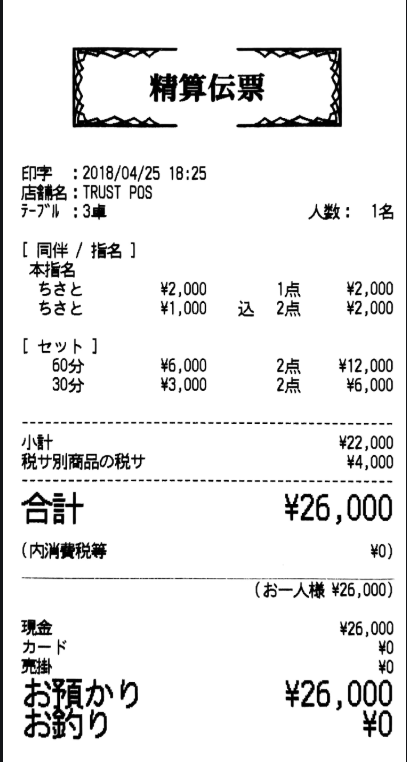 精算伝票
印字 :2018/04/25 18:25
店舗名:TRUST POS
ﾃｰﾌﾞﾙ :3卓 人数: 1名
[ 同伴 / 指名 ]
本指名
ちさと ¥2,000 1点 ¥2,000
ちさと ¥1,000 込 2点 ¥2,000
[ セット ]
60分 ¥6,000 2点 ¥12,000
30分 ¥3,000 2点 ¥6,000
小計 ¥22,000
税サ別商品の税サ ¥4,000
合計 ¥26,000
(内消費税等 ¥0)
(お一人様 ¥26,000)
現金 ¥26,000
カード ¥0
売掛 ¥0
お預かり ¥26,000
お釣り ¥0